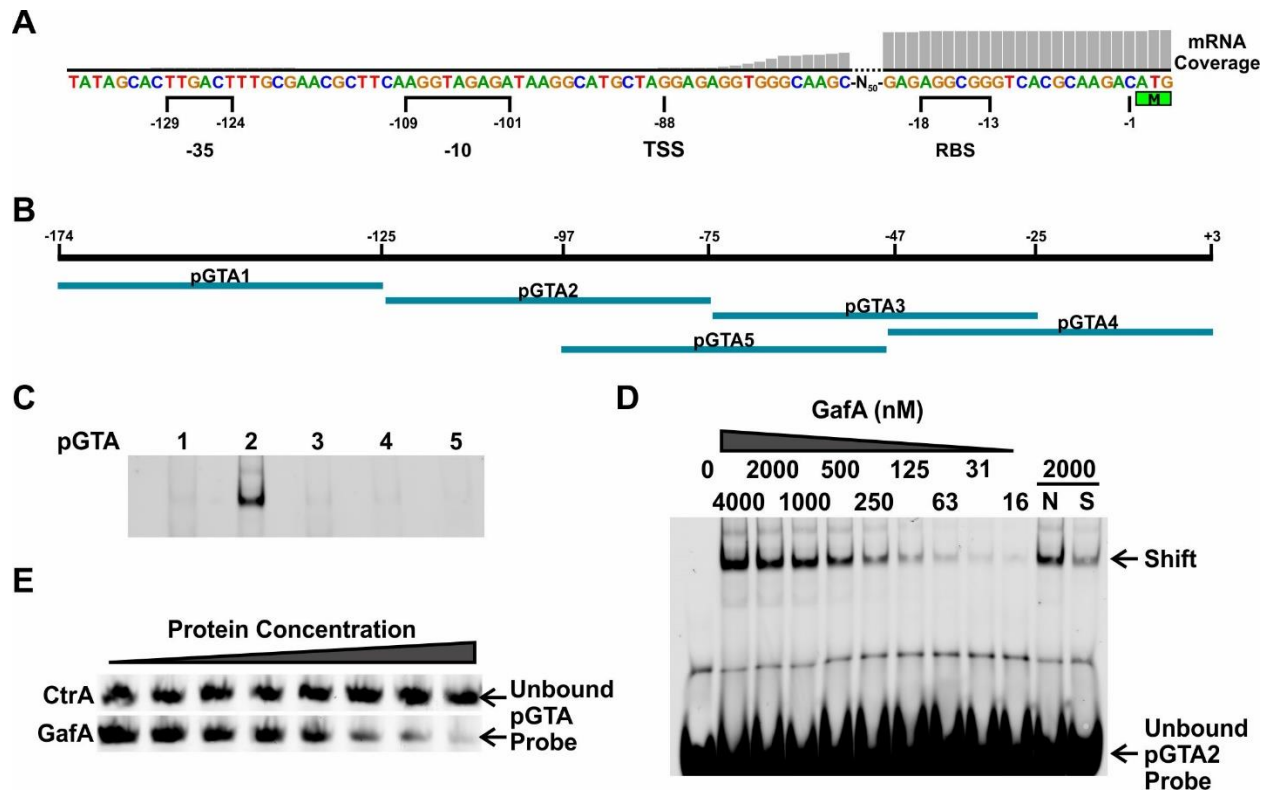 A
mRNA
Coverage
TATAGCACTTGACTTTGCGAACGCTTCAAGGTAGAGATAAGGCATGCTAGGAGAGGTGGGCAAGC-N50-GAGAGGCGGGTCACGCAAGACATG
M
-129 -124 -109 -101 -88 -18 -13 -1
-35 -10 TSS RBS
B
-174 -125 -97 -75 -47 -25 +3
pGTA1
pGTA2
pGTA3
pGTA4
pGTA5
C
pGTA 1 2 3 4 5
D
GafA (nM)
0 2000 500 125 31 2000
4000 1000 250 63 16 N S
Shift
Unbound
pGTA2
Probe
E
Protein Concentration
CtrA
GafA
Unbound
pGTA
Probe